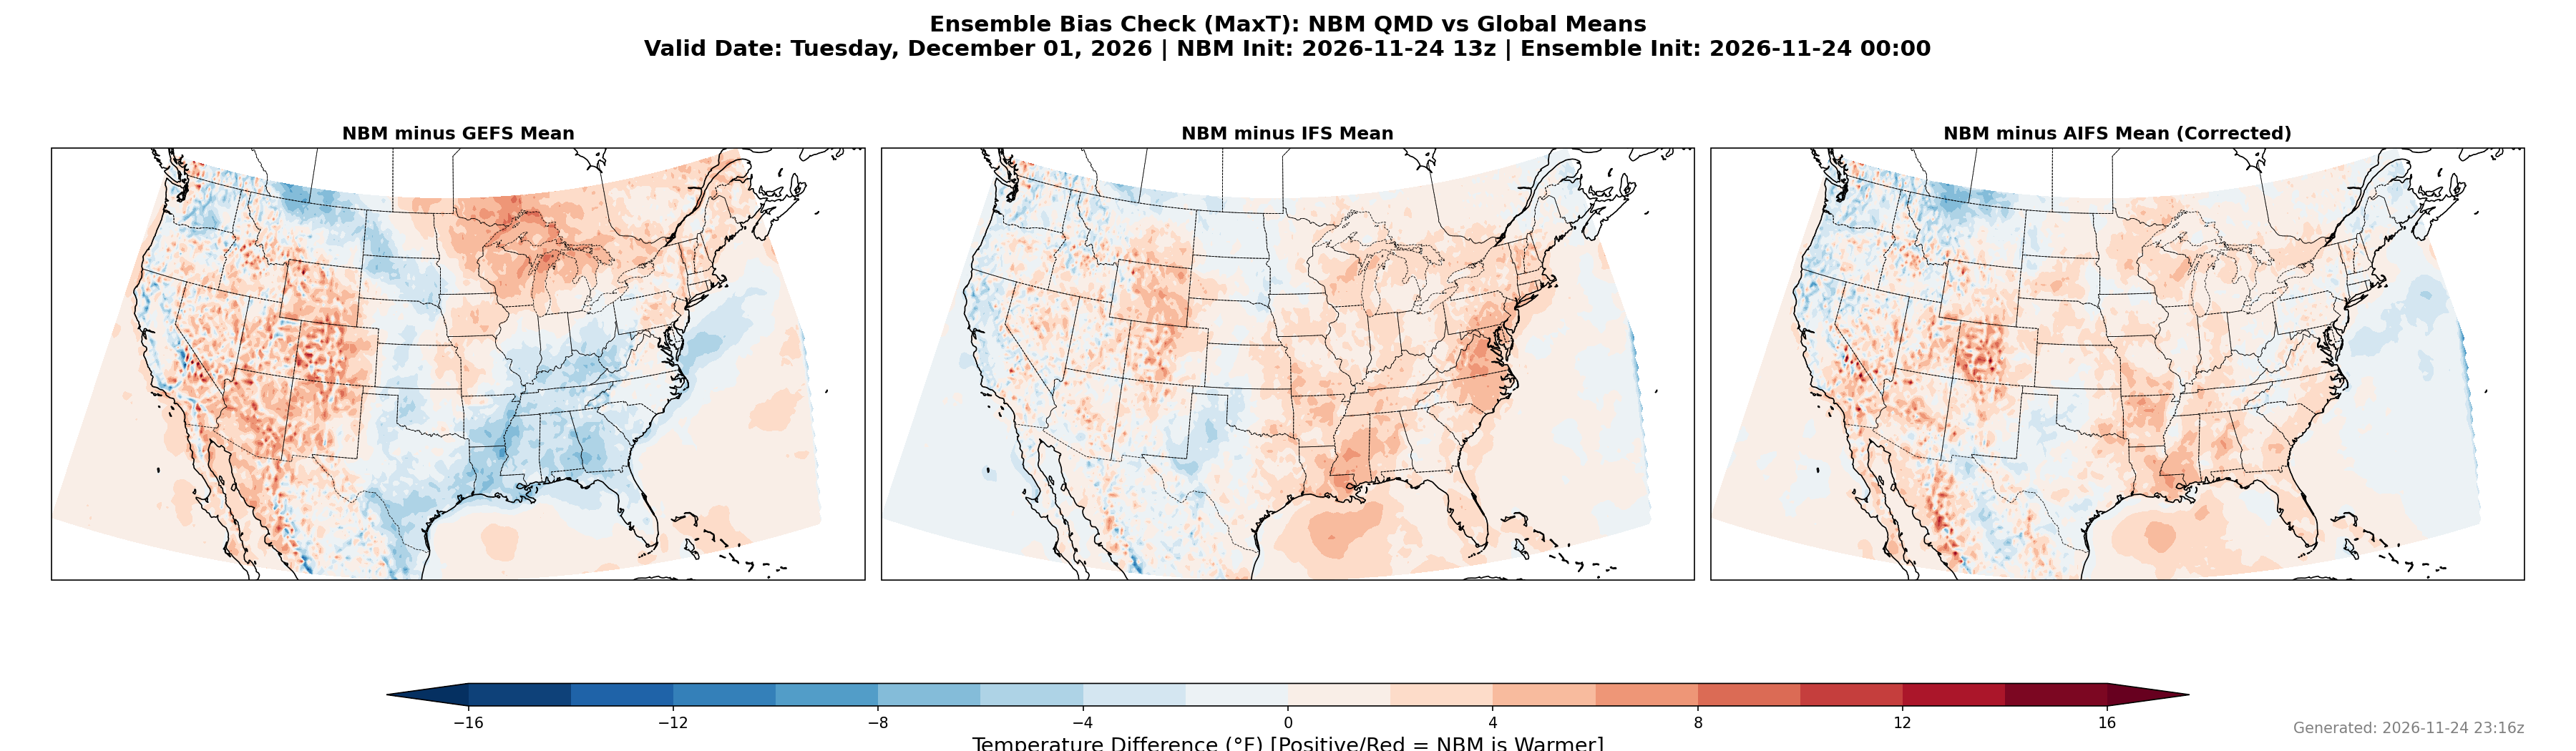 Ensemble Bias Check (MaxT): NBM QMD vs Global Means
Valid Date: Tuesday, December 01, 2026 | NBM Init: 2026-11-24 13z | Ensemble Init: 2026-11-24 00:00
NBM minus GEFS Mean
NBM minus IFS Mean
NBM minus AIFS Mean (Corrected)
−16 −12 −8 −4 0 4 8 12 16
Temperature Difference (°F) [Positive/Red = NBM is Warmer]
Generated: 2026-11-24 23:16z